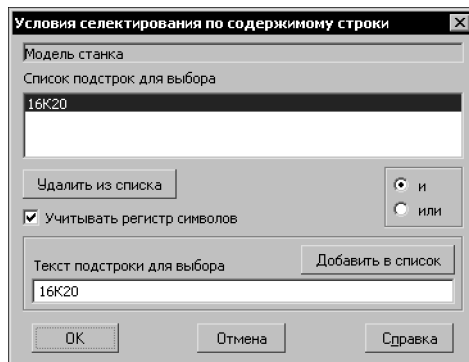 Условия селектирования по содержимому строки
Модель станка
Список подстрок для выбора
16К20
Удалить из списка
и
или
Учитывать регистр символов
Добавить в список
Текст подстроки для выбора
16К20
OK
Отмена
Справка